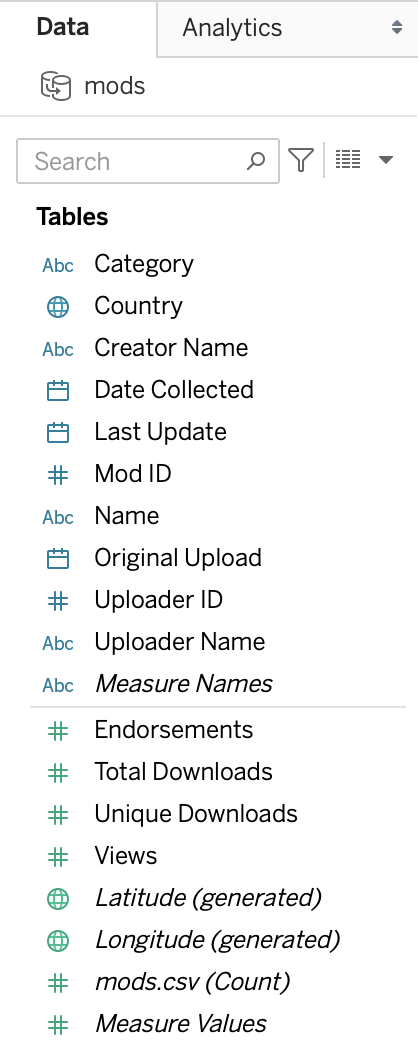 Data
Analytics
mods
Search
Tables
Abc Category
Country
Abc Creator Name
Date Collected
Last Update
Mod ID
Abc Name
Original Upload
Uploader ID
Abc Uploader Name
Abc Measure Names
Endorsements
Total Downloads
Unique Downloads
Views
Latitude (generated)
Longitude (generated)
mods.csv (Count)
Measure Values